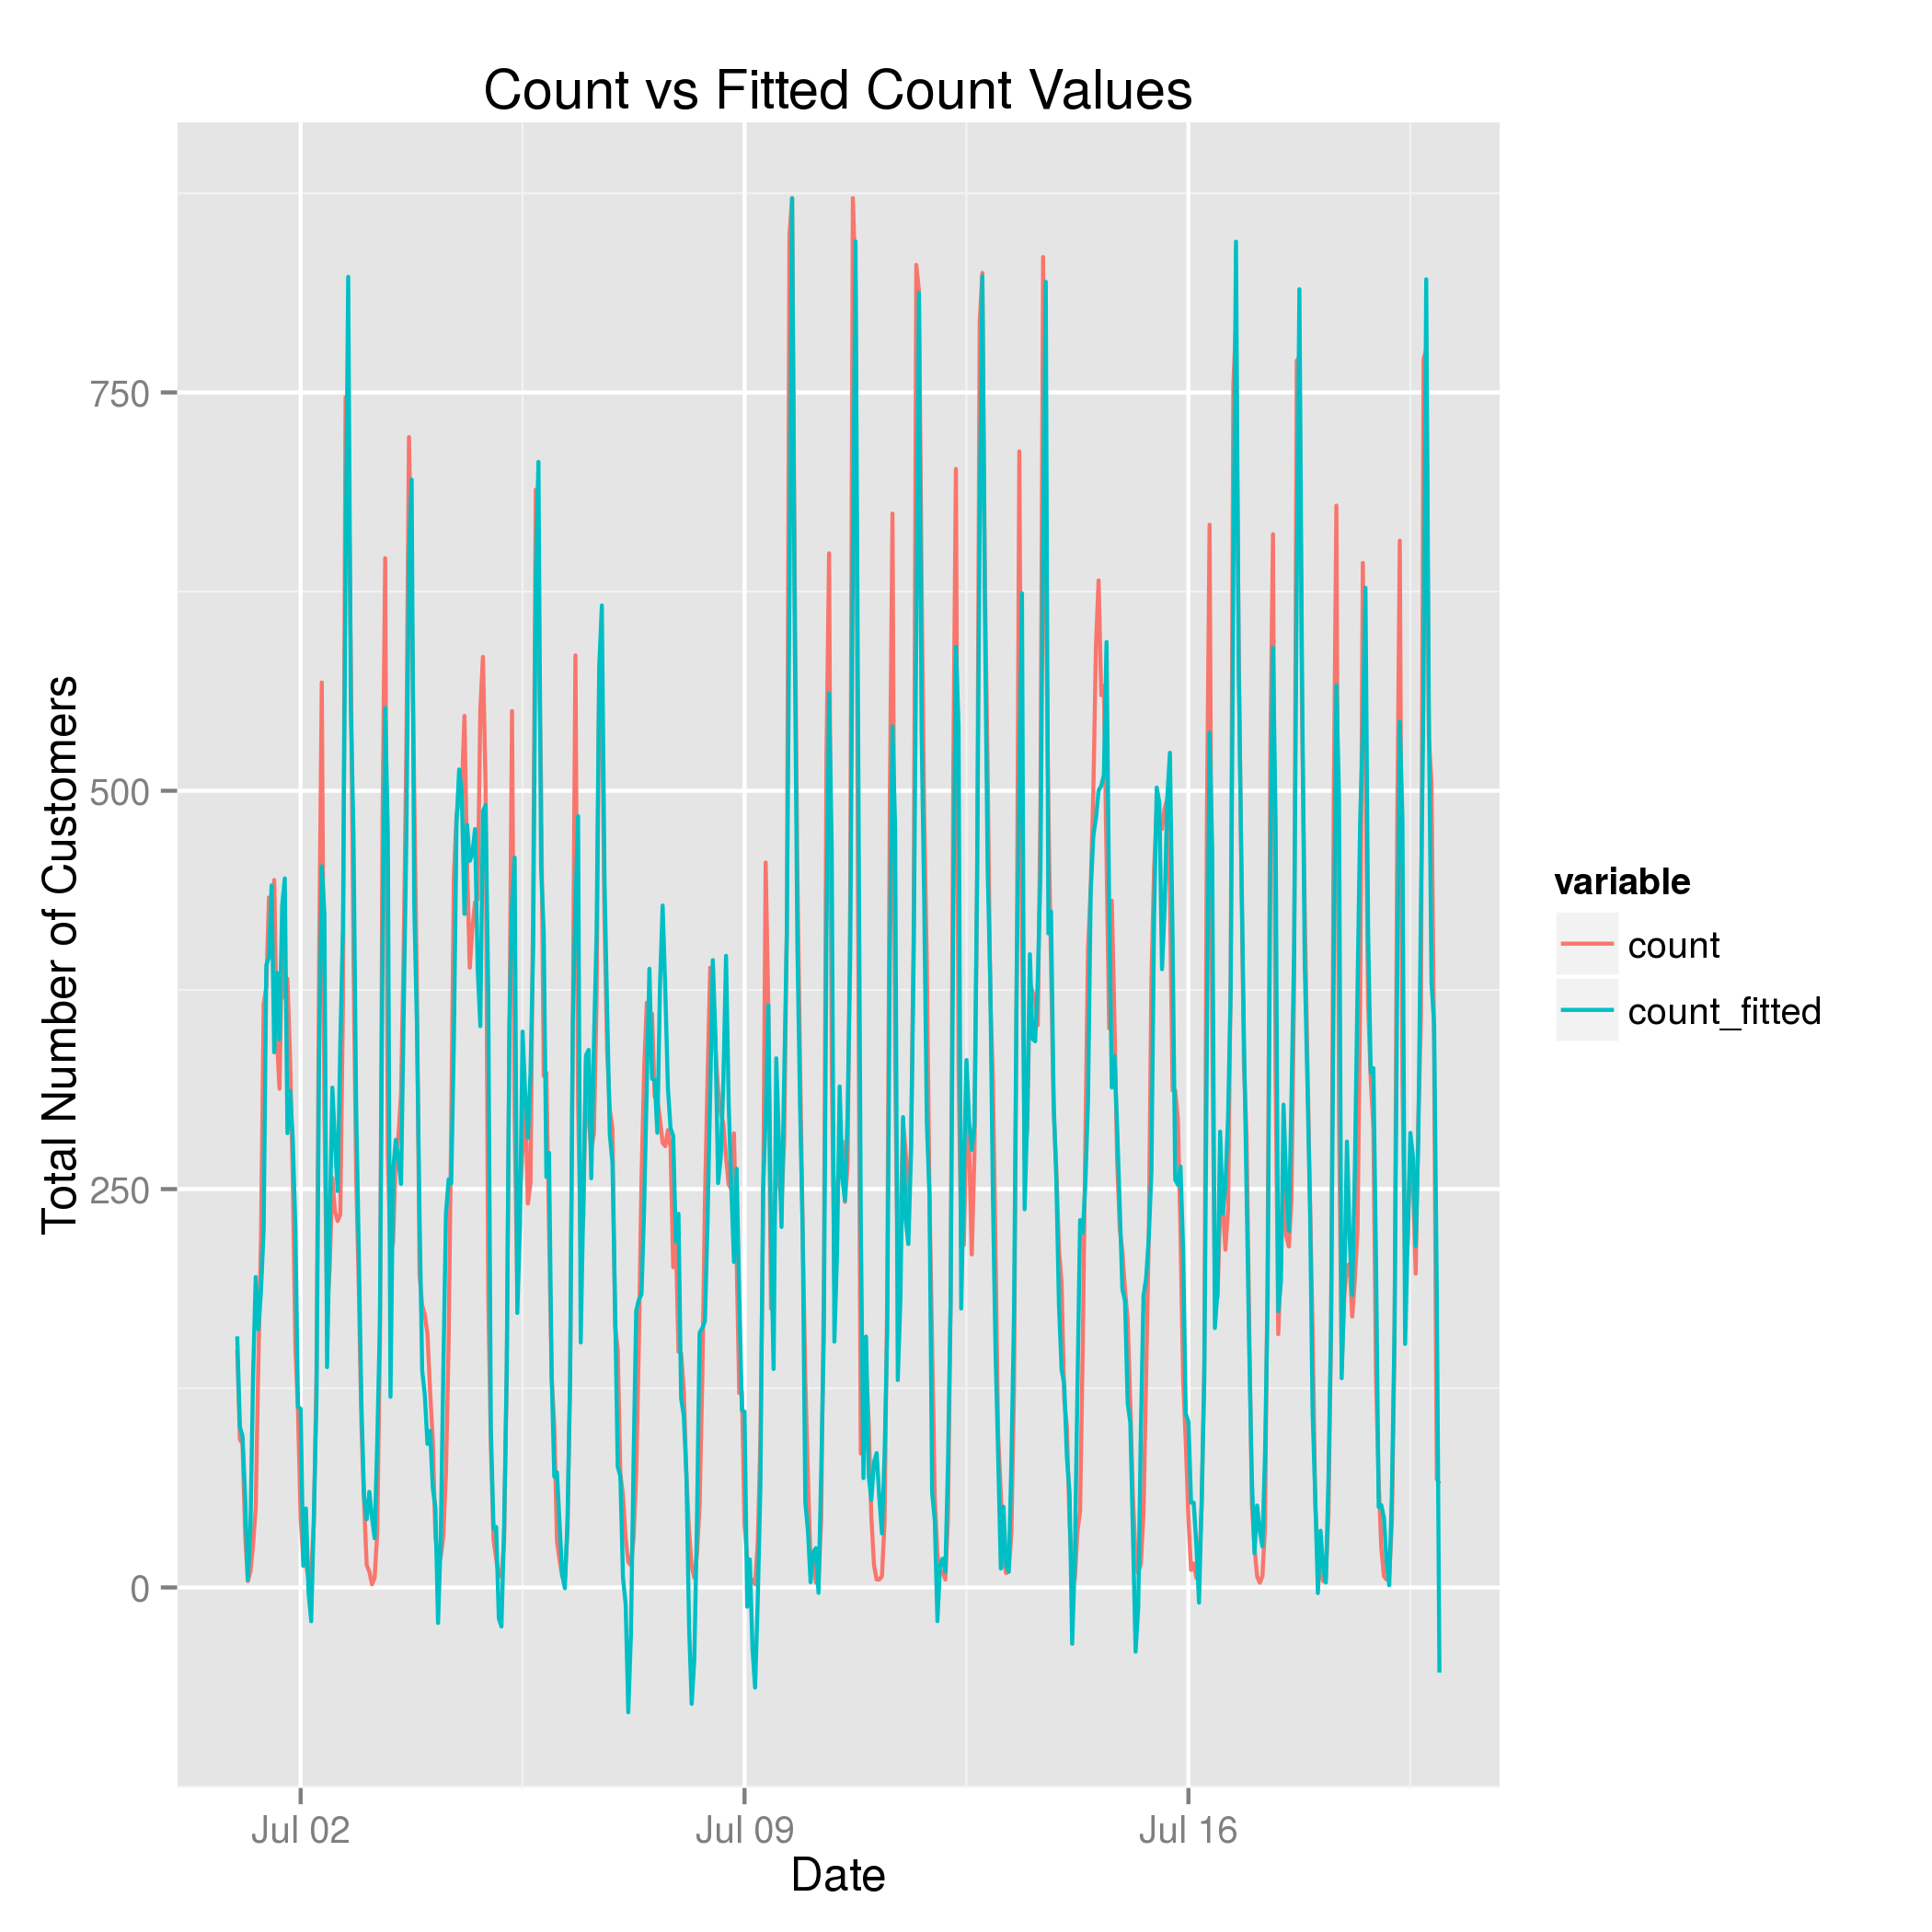 Count vs Fitted Count Values
Total Number of Customers
750
500
250
0
Jul 02
Jul 09
Jul 16
Date
variable
count
count_fitted